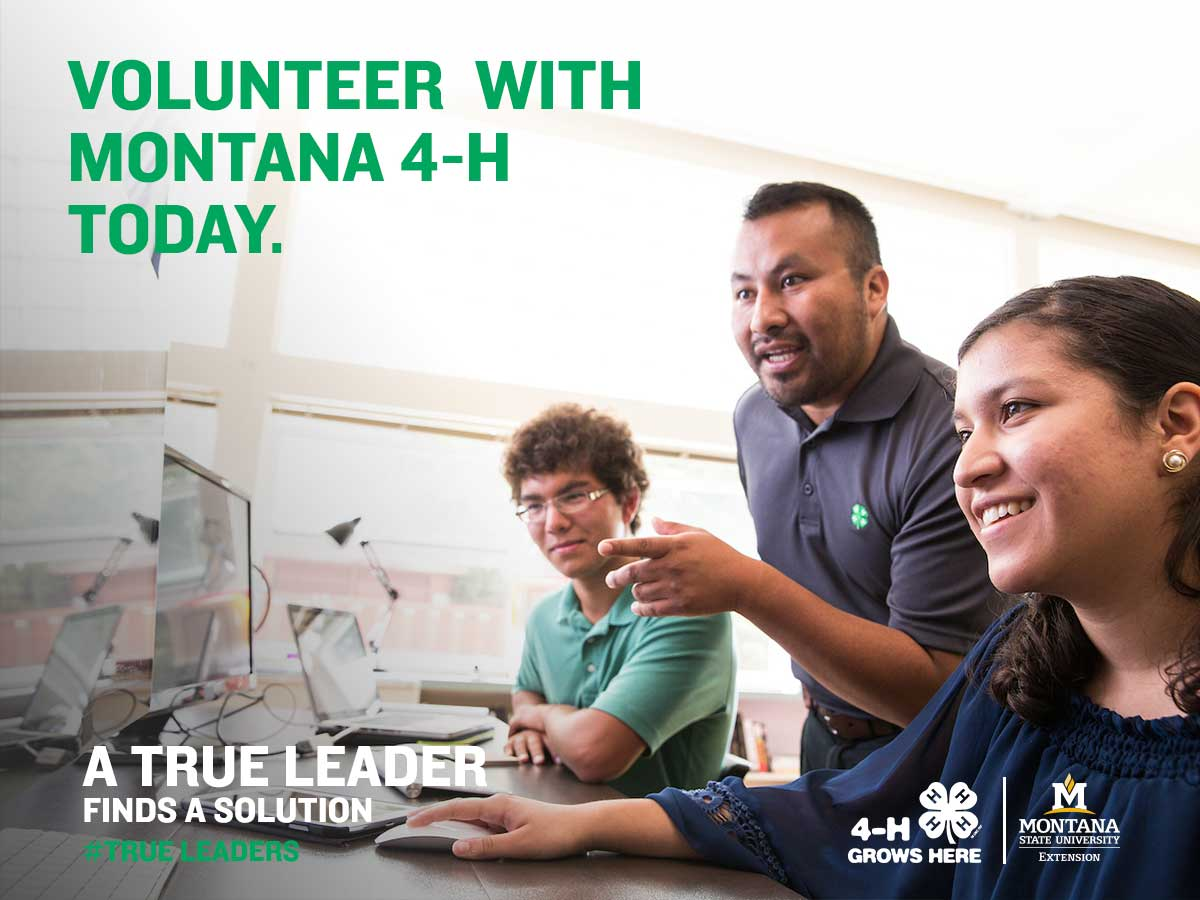 VOLUNTEER WITH
MONTANA 4-H
TODAY.
A TRUE LEADER
FINDS A SOLUTION
#TRUE LEADERS
H H
H H
4-H
GROWS HERE
M
MONTANA
STATE UNIVERSITY
EXTENSION